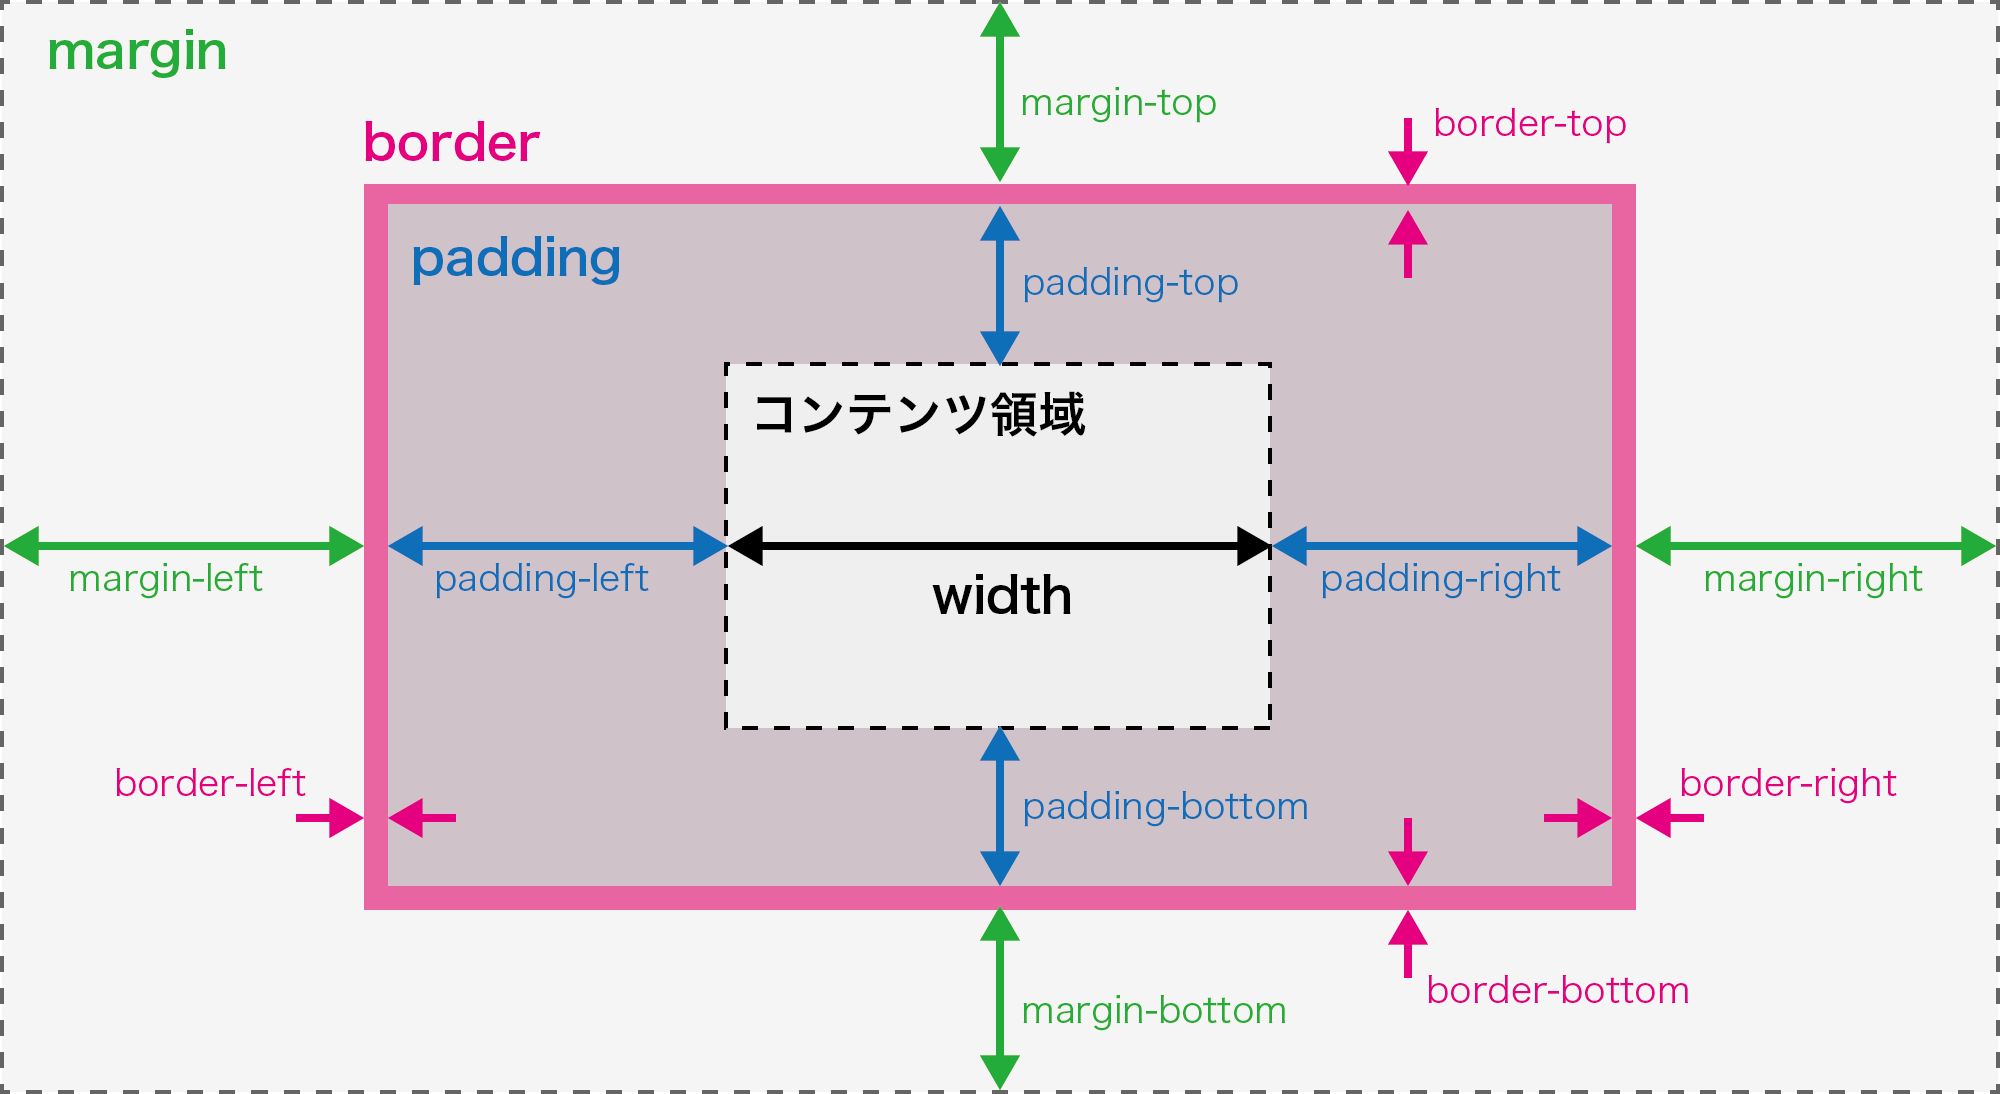 margin
margin-top
border-top
border
padding
padding-top
コンテンツ領域
margin-left
padding-left
width
padding-right
margin-right
border-left
padding-bottom
border-right
border-bottom
margin-bottom